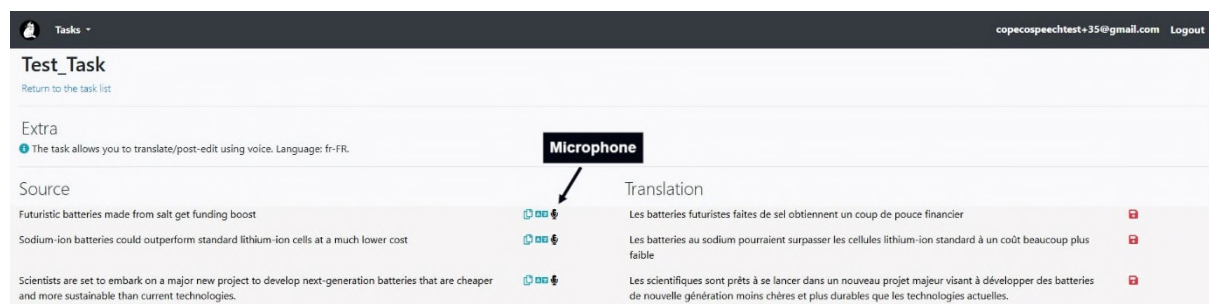 Tasks
copecospeechtest+35@gmail.com Logout
Test_Task
Return to the task list
Extra
The task allows you to translate/post-edit using voice. Language: fr-FR.
Microphone
Source
Translation
Futuristic batteries made from salt get funding boost
Les batteries futuristes faites de sel obtiennent un coup de pouce financier
Sodium-ion batteries could outperform standard lithium-ion cells at a much lower cost
Les batteries au sodium pourraient surpasser les cellules lithium-ion standard à un coût beaucoup plus
faible
Scientists are set to embark on a major new project to develop next-generation batteries that are cheaper
and more sustainable than current technologies.
Les scientifiques sont prêts à se lancer dans un nouveau projet majeur visant à développer des batteries
de nouvelle génération moins chères et plus durables que les technologies actuelles.